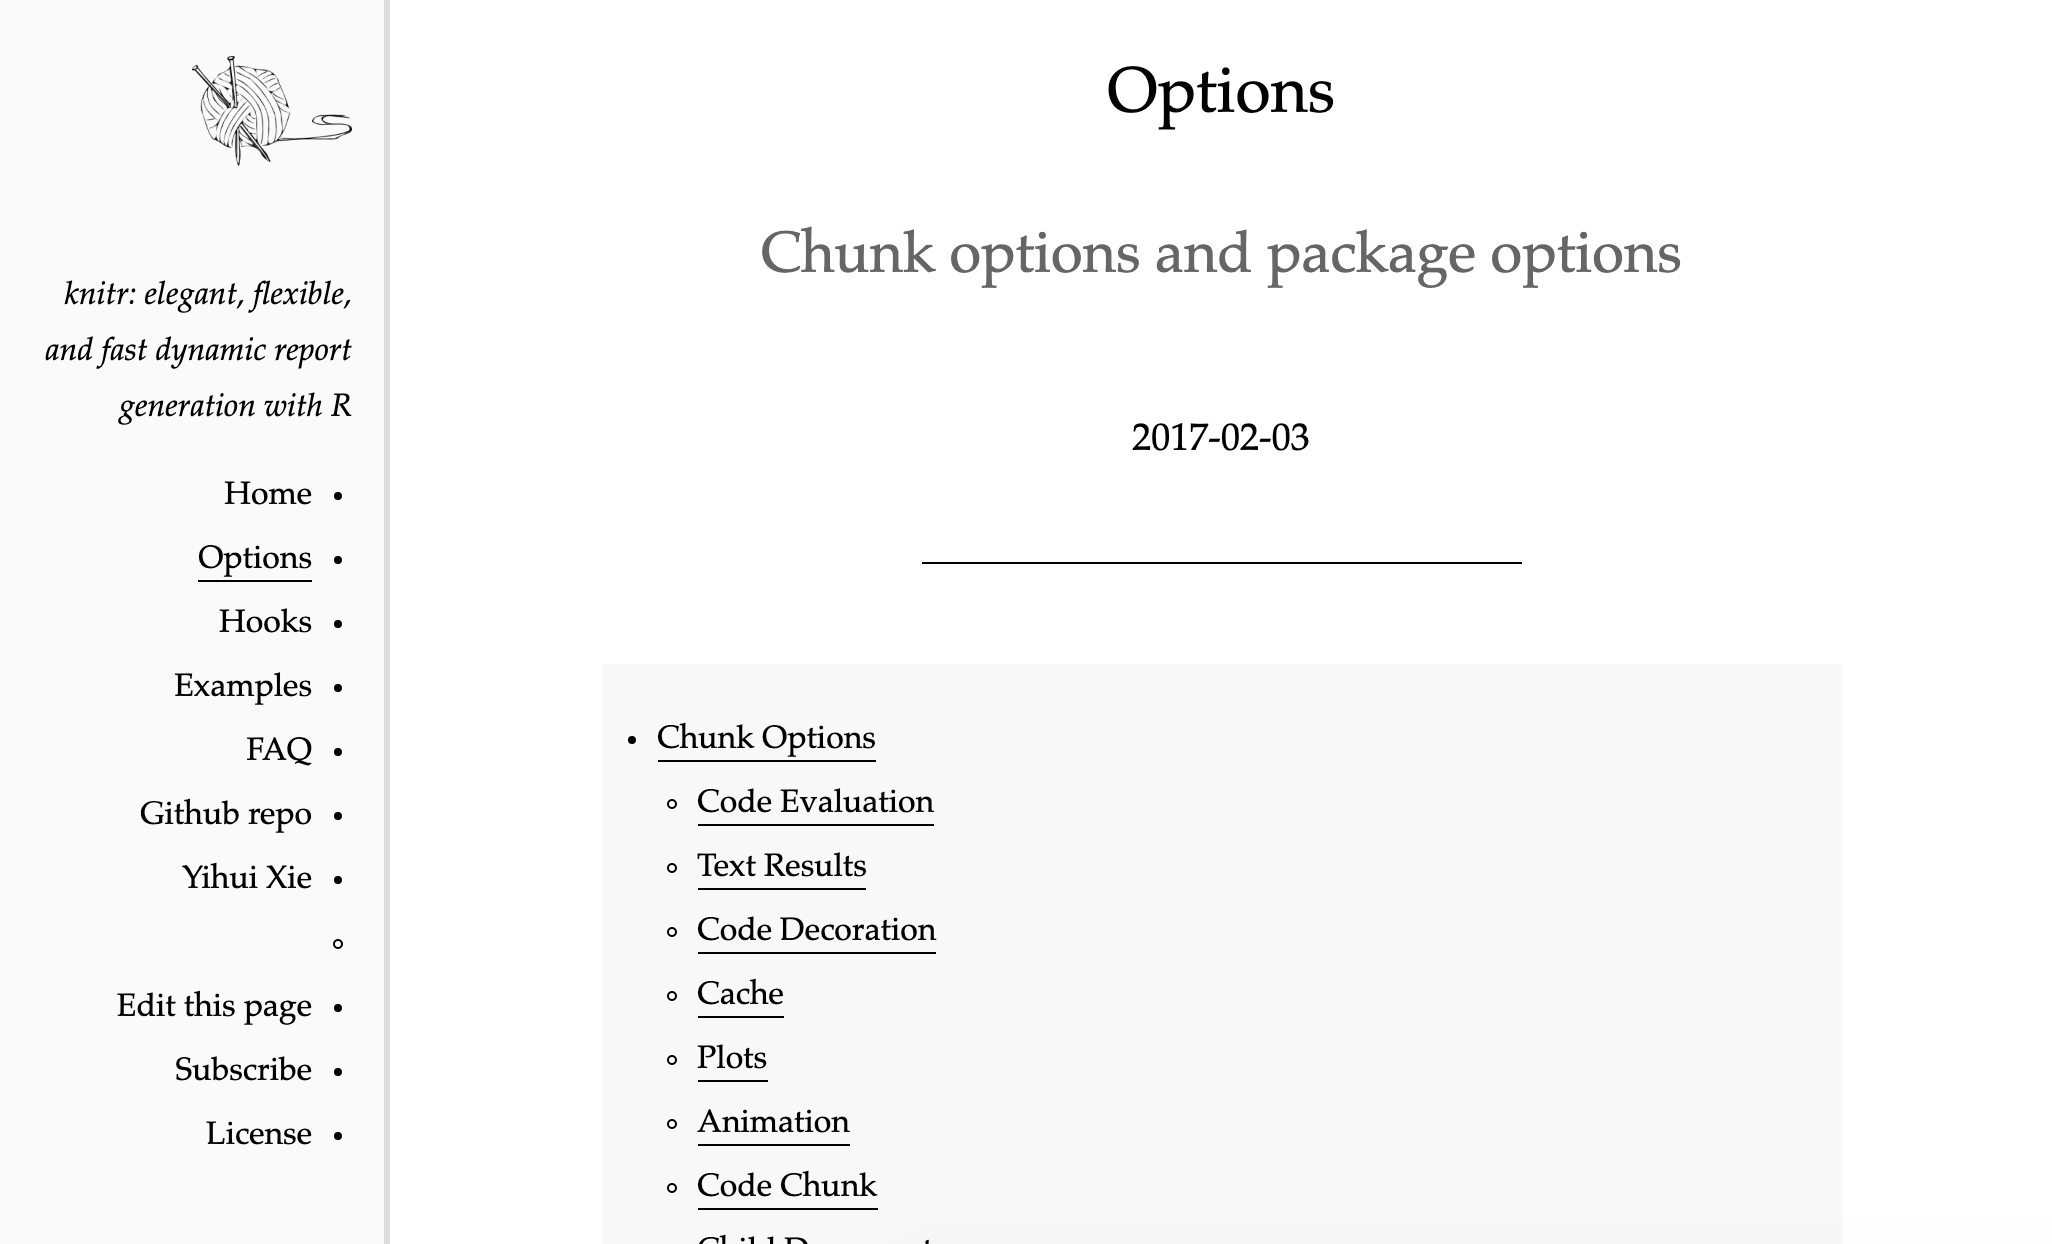 knitr: elegant, flexible,
and fast dynamic report
generation with R
Home
Options
Hooks
Examples
FAQ
Github repo
Yihui Xie
Edit this page
Subscribe
License
Options
Chunk options and package options
2017-02-03
Chunk Options
Code Evaluation
Text Results
Code Decoration
Cache
Plots
Animation
Code Chunk